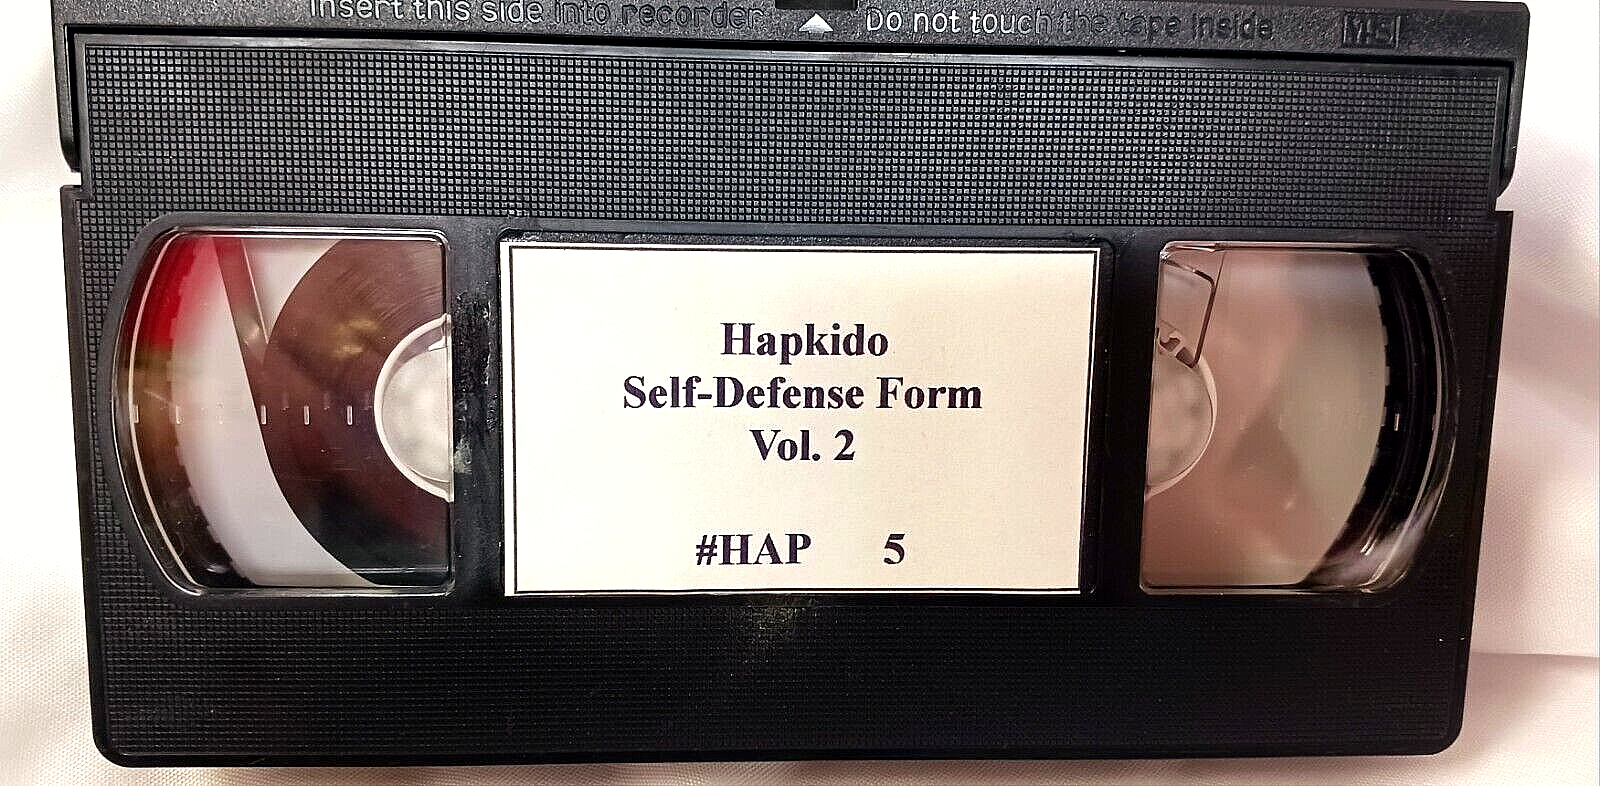 Insert this side into recorder Do not touch the tape inside
Hapkido
Self-Defense Form
Vol. 2
#HAP 5